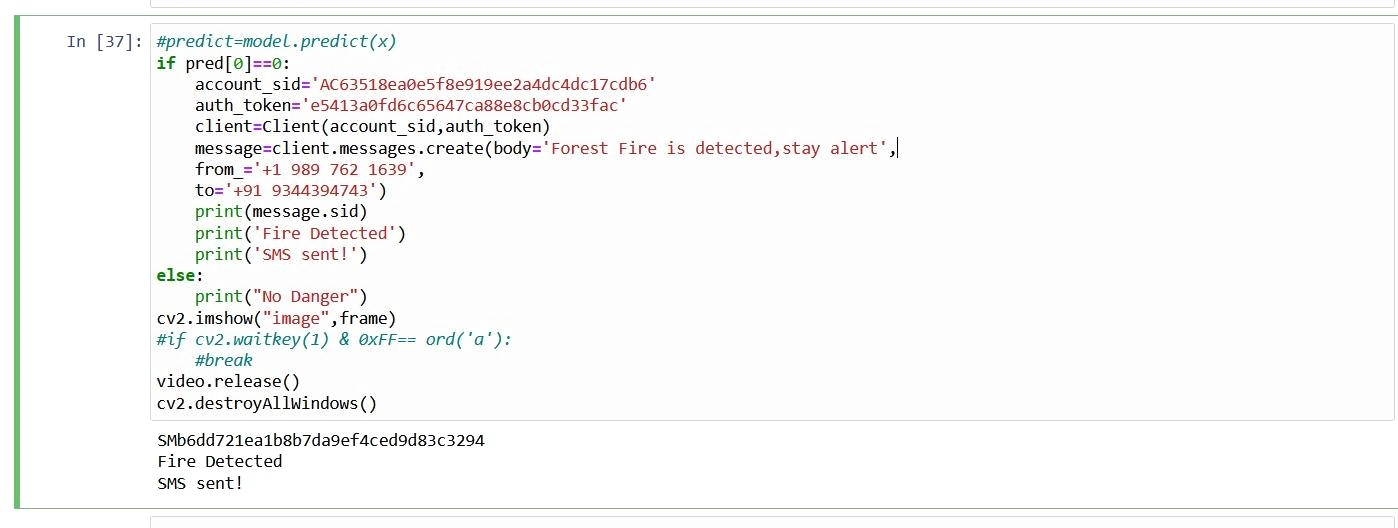 In [37]: #predict=model.predict(x)
if pred[0]==0:
    account_sid='AC63518ea0e5f8e919ee2a4dc4dc17cdb6'
    auth_token='e5413a0fd6c65647ca88e8cb0cd33fac'
    client=Client(account_sid,auth_token)
    message=client.messages.create(body='Forest Fire is detected,stay alert',
    from_='+1 989 762 1639',
    to='+91 9344394743')
    print(message.sid)
    print('Fire Detected')
    print('SMS sent!')
else:
    print("No Danger")
cv2.imshow("image",frame)
#if cv2.waitkey(1) & 0xFF== ord('a'):
    #break
video.release()
cv2.destroyAllWindows()
SMb6dd721ea1b8b7da9ef4ced9d83c3294
Fire Detected
SMS sent!